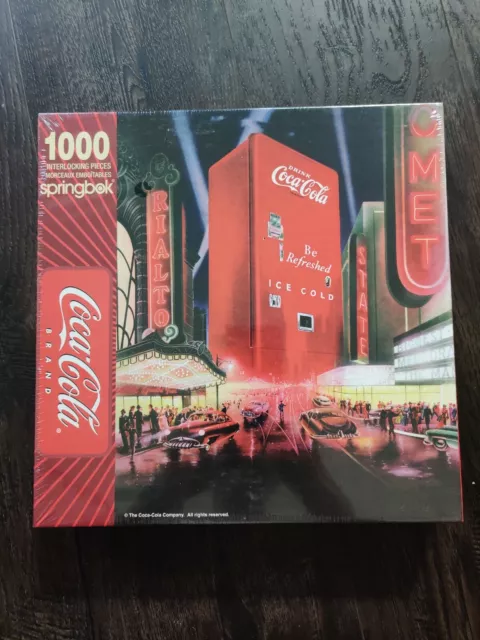 1000
INTERLOCKING PIECES
MORCEAUX EMBOITABLES
springbok
Coca-Cola
BRAND
®
RIALTO
DRINK
Coca-Cola
Be
Refreshed
ICE COLD
STATE
COMET
© The Coca-Cola Company. All rights reserved.